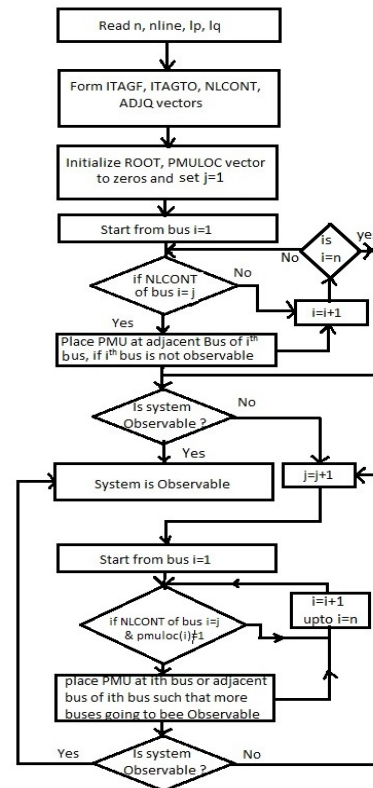 Read n, nline, lp, lq
Form ITAGF, ITAGTO, NLCONT,
ADJQ vectors
Initialize ROOT, PMULOC vector
to zeros and set j=1
Start from bus i=1
is
i=n
yes
No
if NLCONT
of bus i= j
No
i=i+1
Yes
Place PMU at adjacent Bus of ith
bus, if ith bus is not observable
Is system
Observable ?
No
Yes
System is Observable
j=j+1
Start from bus i=1
i=i+1
upto i=n
if NLCONT of bus i=j
& pmuloc(i)≠1
place PMU at ith bus or adjacent
bus of ith bus such that more
buses going to bee Observable
Yes
Is system
Observable ?
No